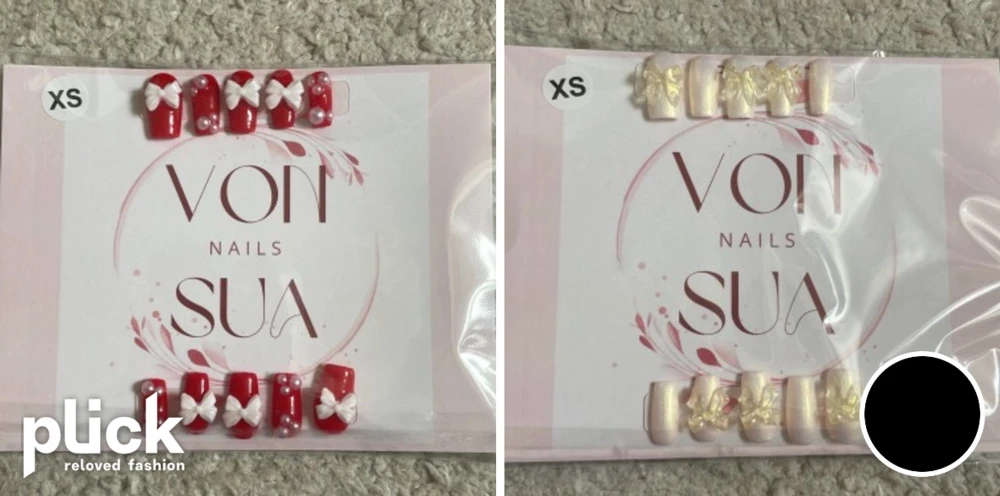 XS
VON
NAILS
SUA
plick
reloved fashion
XS
VON
NAILS
SUA